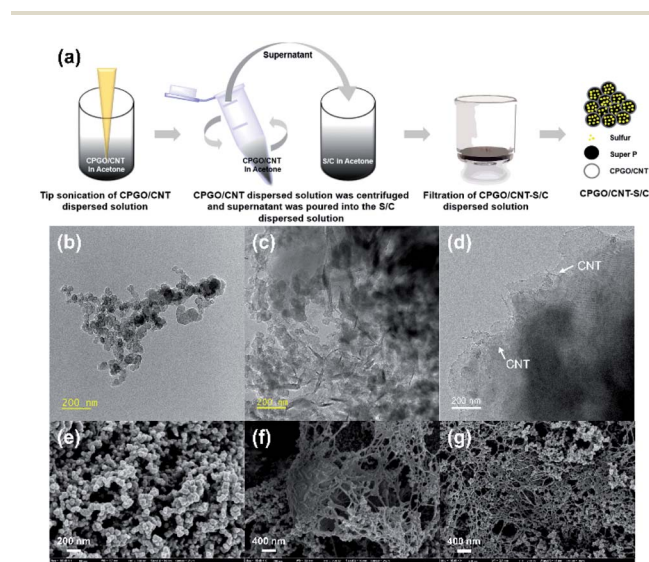 (a)
Supernatant
CPGO/CNT
In Acetone
CPGO/CNT
In Acetone
S/C in Acetone
Sulfur
Super P
CPGO/CNT
Tip sonication of CPGO/CNT
dispersed solution
CPGO/CNT dispersed solution was centrifuged
and supernatant was poured into the S/C
dispersed solution
Filtration of CPGO/CNT-S/C
dispersed solution
CPGO/CNT-S/C
(b)
200 nm
(c)
200 nm
(d)
CNT
CNT
200 nm
(e)
200 nm
(f)
400 nm
(g)
400 nm